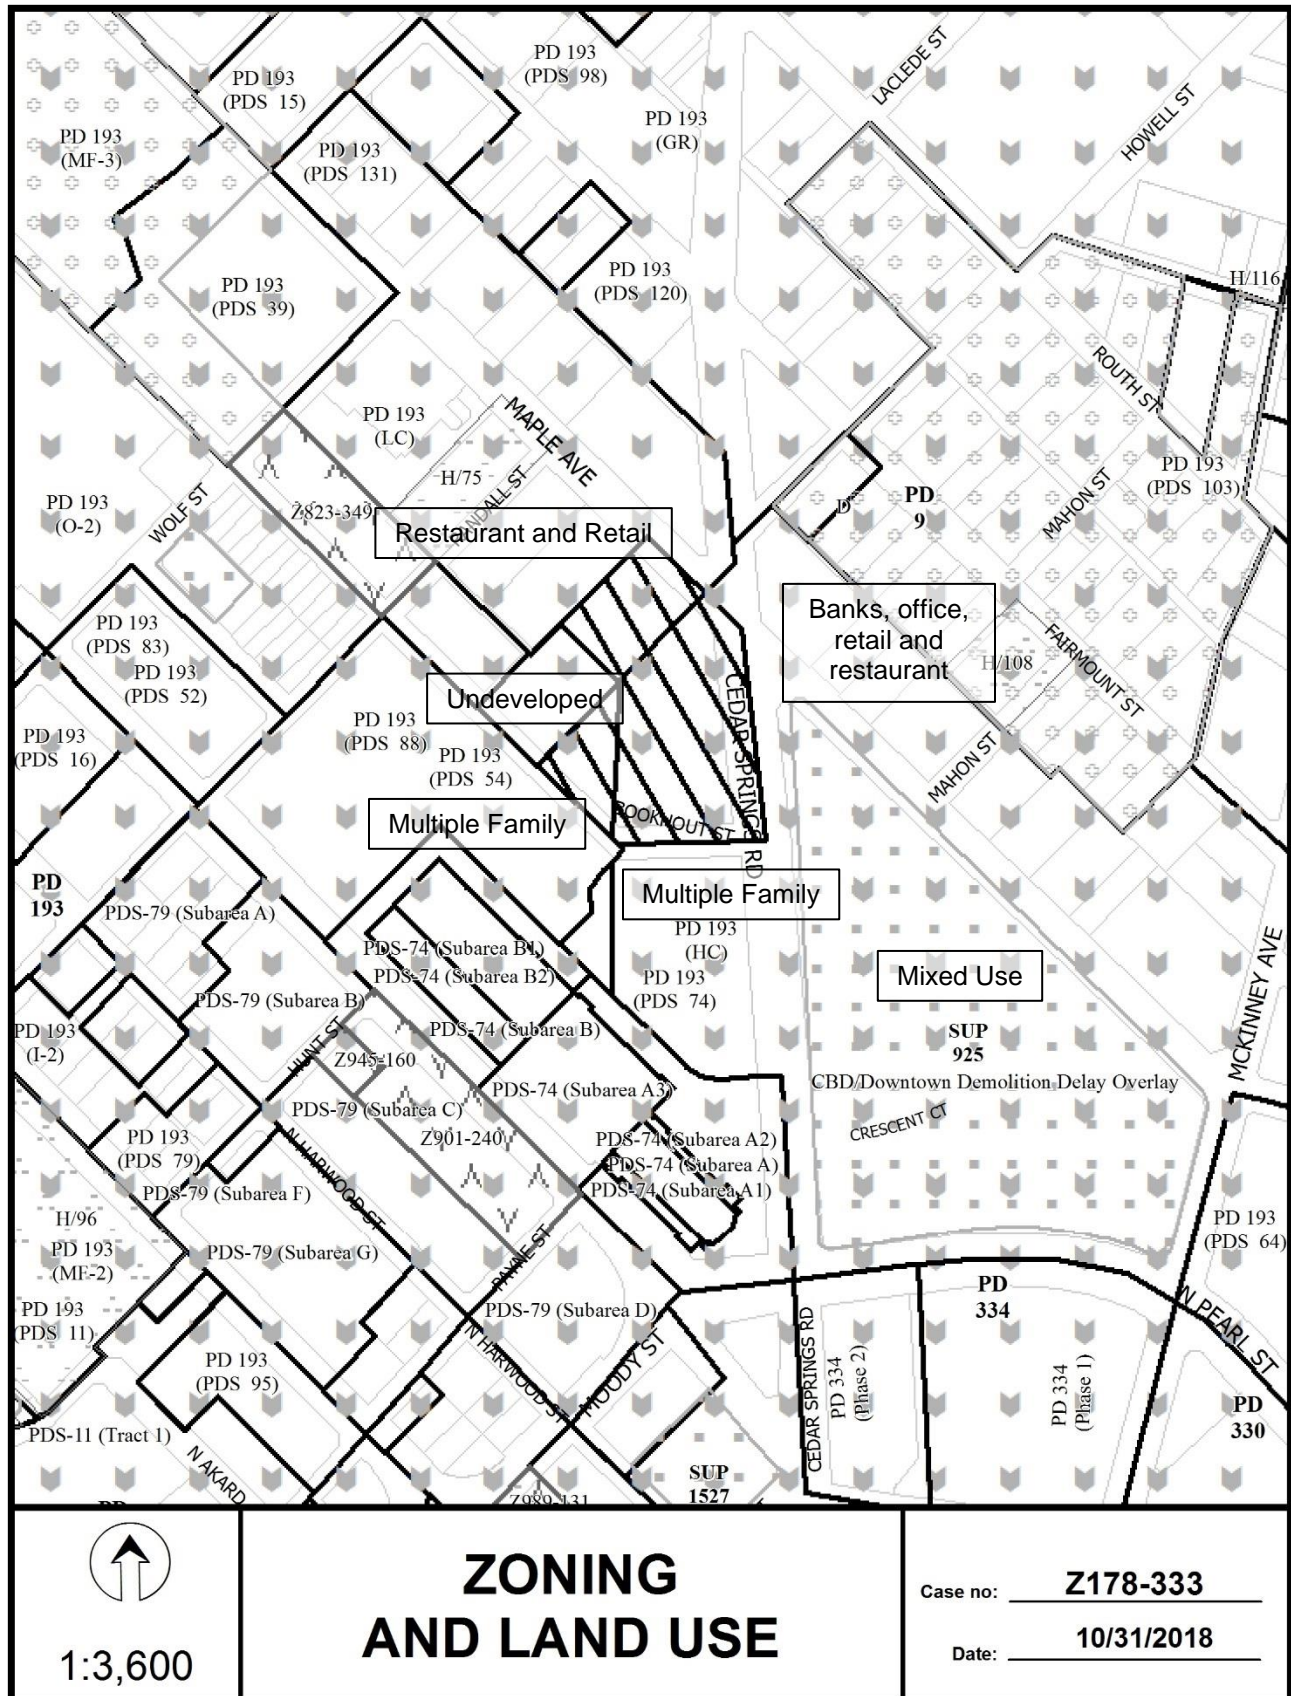 PD 193
(PDS 98)
LACLEDE ST
PD 193
(PDS 15)
HOWELL ST
PD 193
(GR)
PD 193
(MF-3)
PD 193
(PDS 131)
PD 193
(PDS 39)
PD 193
(PDS 120)
H/116
ROUTH ST
PD 193
(LC)
MAPLE AVE
H/75
PD 193
(PDS 103)
PD 193
(O-2)
WOLF ST
Z823-349
D
PD
9
MAHON ST
Restaurant and Retail
Banks, office,
retail and
restaurant
PD 193
(PDS 83)
FAIRMOUNT ST
H/108
PD 193
(PDS 52)
Undeveloped
CEDAR SPRINGS RD
PD 193
(PDS 16)
PD 193
(PDS 88)
PD 193
(PDS 54)
MAHON ST
Multiple Family
BOOKHOUT ST
PD
193
Multiple Family
PDS-79 (Subarea A)
PD 193
(HC)
PDS-74 (Subarea B1)
PDS-74 (Subarea B2)
PD 193
(PDS 74)
Mixed Use
MCKINNEY AVE
PDS-79 (Subarea B)
PDS-74 (Subarea B)
SUP
925
PD 193
(I-2)
HUNT ST
Z945-160
CBD/Downtown Demolition Delay Overlay
PDS-74 (Subarea A3)
PDS-79 (Subarea C)
CRESCENT CT
Z901-240
PDS-74 (Subarea A2)
PD 193
(PDS 79)
N HARWOOD ST
PDS-74 (Subarea A)
PDS-74 (Subarea A1)
PDS-79 (Subarea F)
H/96
PD 193
(MF-2)
PD 193
(PDS 64)
PDS-79 (Subarea G)
PAYNE ST
PD
334
N PEARL ST
PD 193
(PDS 11)
PDS-79 (Subarea D)
N HARWOOD ST
MOODY ST
CEDAR SPRINGS RD
PD 334
(Phase 2)
PD 334
(Phase 1)
PD 193
(PDS 95)
PD
330
PDS-11 (Tract 1)
N AKARD
SUP
1527
Z989-131
1:3,600
ZONING
AND LAND USE
Case no: Z178-333
Date: 10/31/2018